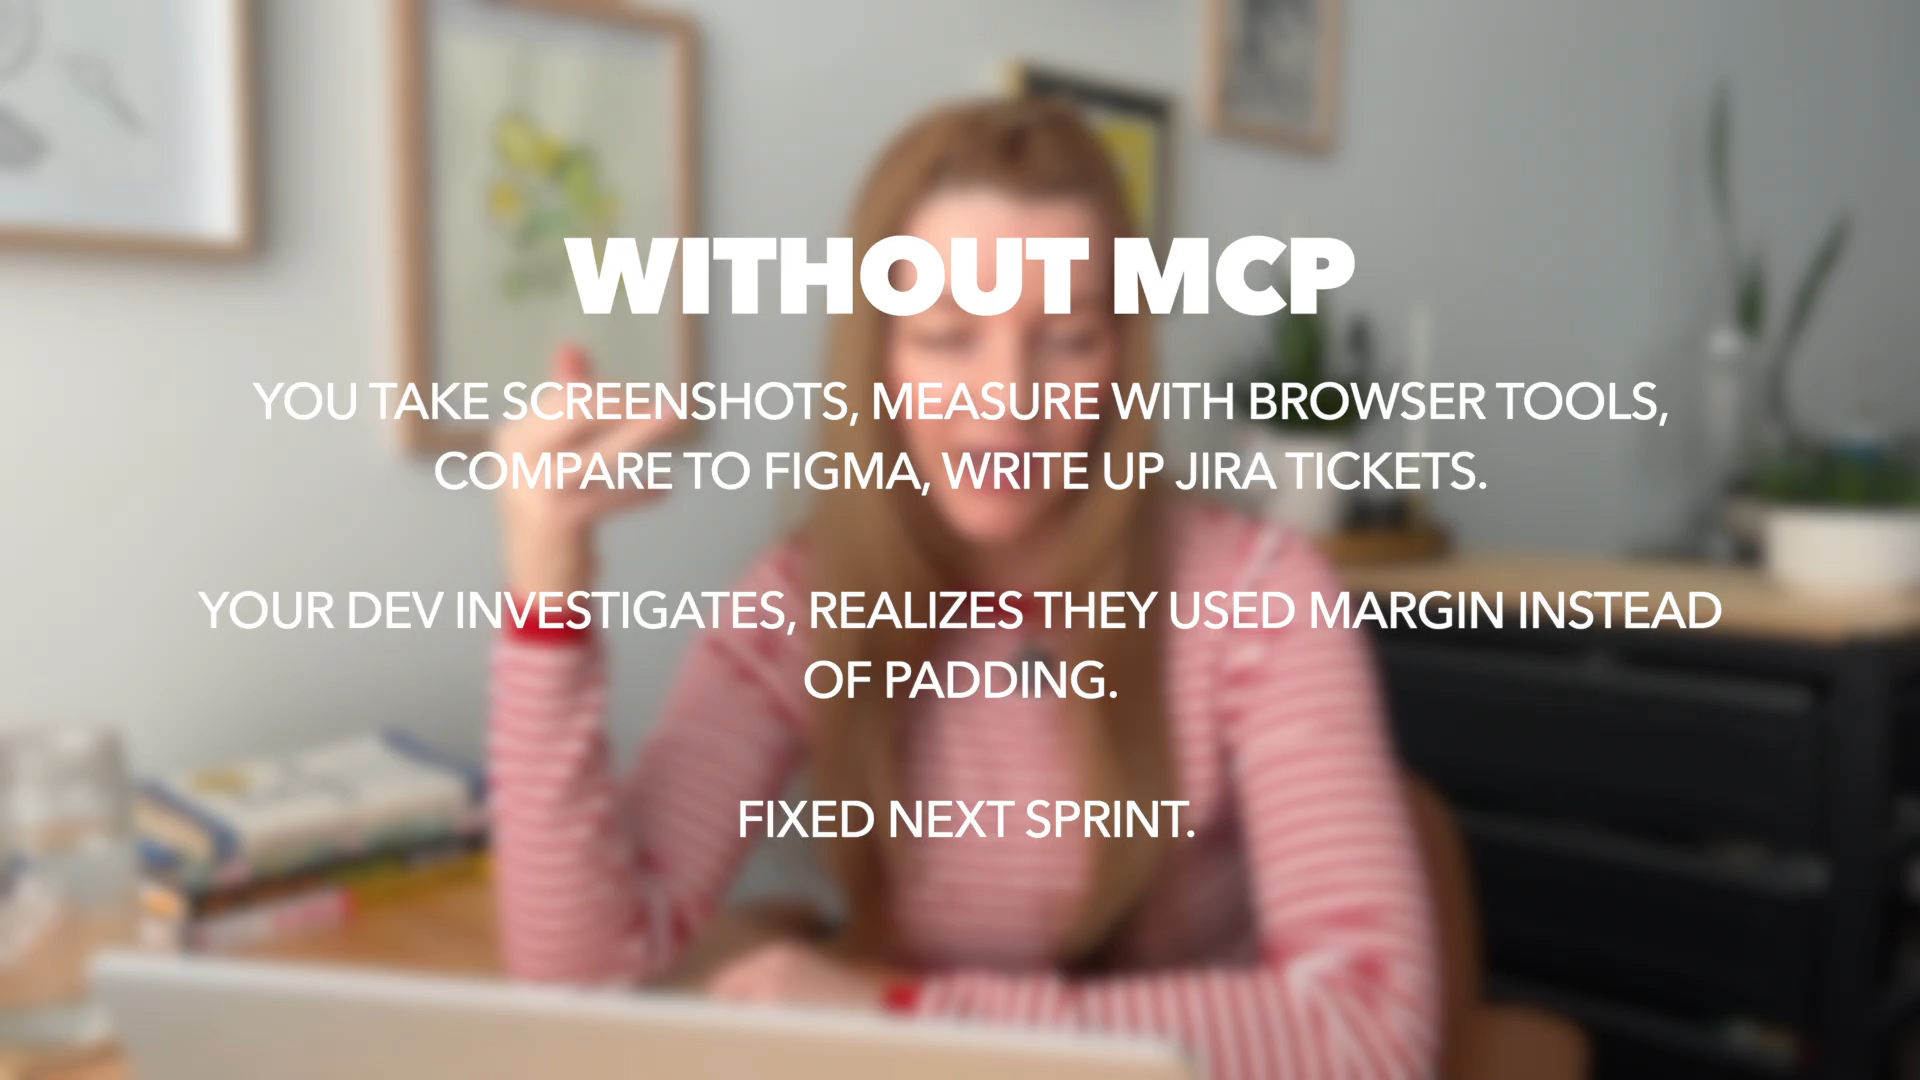 WITHOUT MCP
YOU TAKE SCREENSHOTS, MEASURE WITH BROWSER TOOLS,
COMPARE TO FIGMA, WRITE UP JIRA TICKETS.
YOUR DEV INVESTIGATES, REALIZES THEY USED MARGIN INSTEAD
OF PADDING.
FIXED NEXT SPRINT.